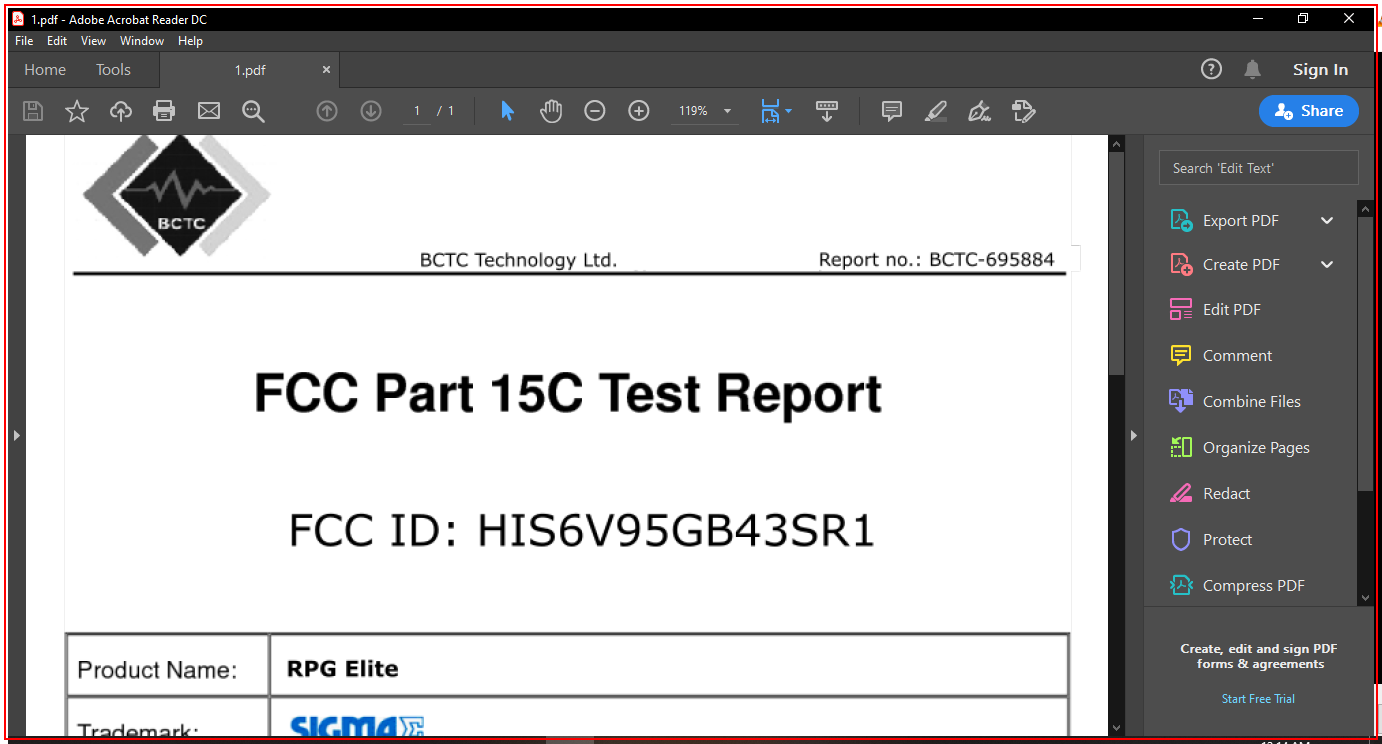 1.pdf - Adobe Acrobat Reader DC
File Edit View Window Help
Home Tools 1.pdf × Sign In
1 / 1 119% Share
BCTC
BCTC Technology Ltd. Report no.: BCTC-695884
FCC Part 15C Test Report
FCC ID: HIS6V95GB43SR1
Product Name: RPG Elite
Trademark: SIGMA
Search 'Edit Text'
Export PDF
Create PDF
Edit PDF
Comment
Combine Files
Organize Pages
Redact
Protect
Compress PDF
Create, edit and sign PDF
forms & agreements
Start Free Trial